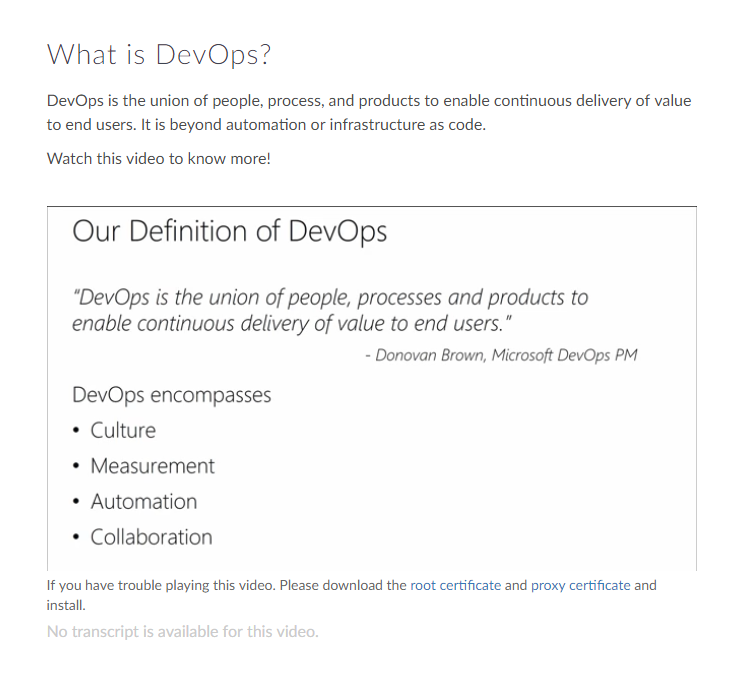 What is DevOps?
DevOps is the union of people, process, and products to enable continuous delivery of value
to end users. It is beyond automation or infrastructure as code.
Watch this video to know more!
Our Definition of DevOps
"DevOps is the union of people, processes and products to
enable continuous delivery of value to end users."
- Donovan Brown, Microsoft DevOps PM
DevOps encompasses
• Culture
• Measurement
• Automation
• Collaboration
If you have trouble playing this video. Please download the root certificate and proxy certificate and
install.
No transcript is available for this video.